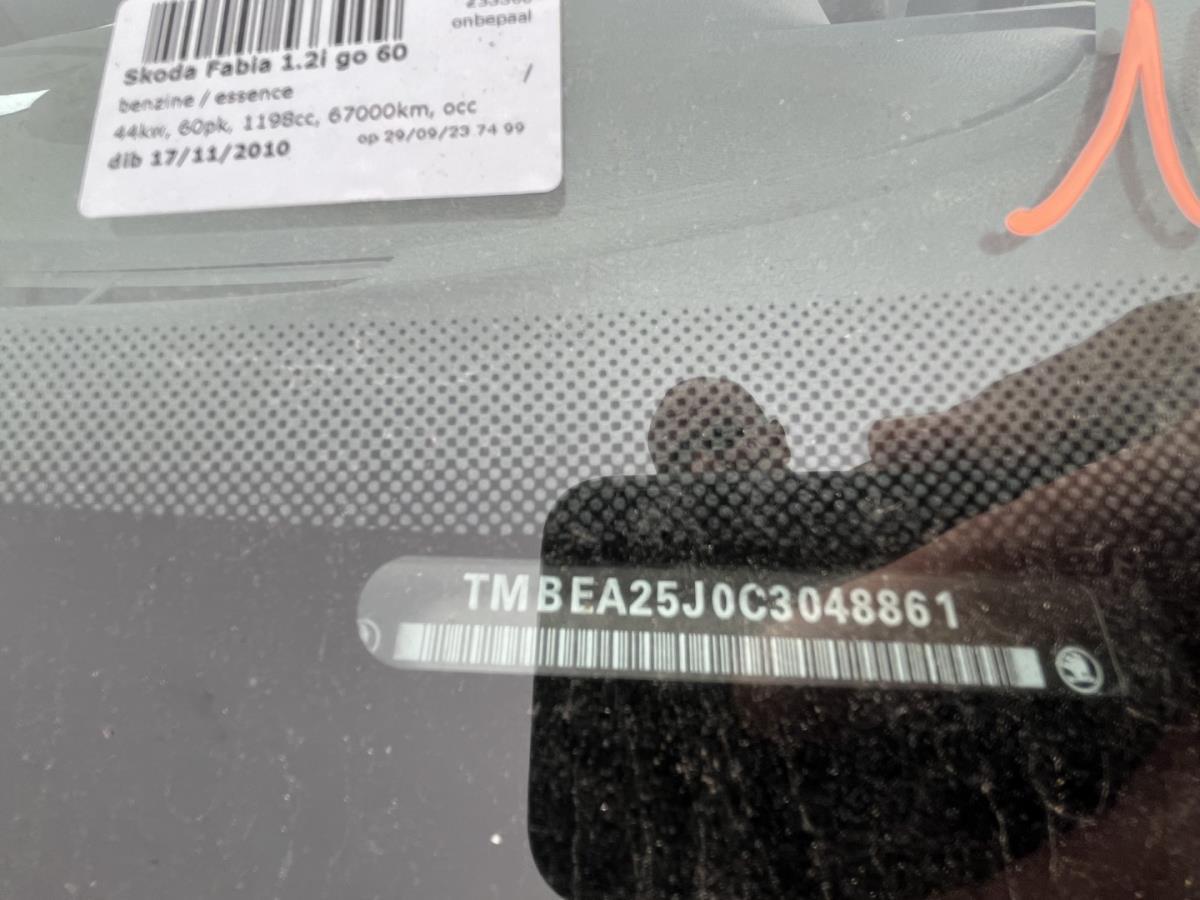 onbepaal
Skoda Fabia 1.2i go 60
/
benzine / essence
44kw, 60pk, 1198cc, 67000km, occ
op 29/09/23 74 99
dib 17/11/2010
TMBEA25J0C3048861